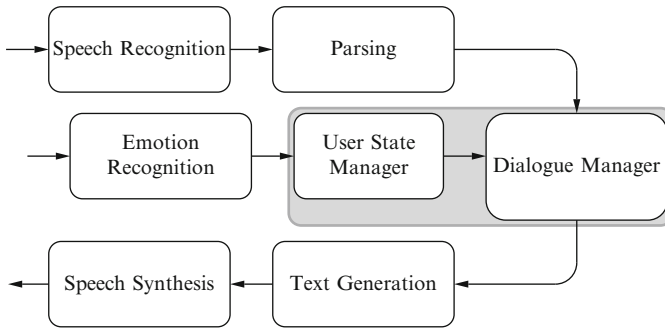 Speech Recognition
Parsing
Emotion
Recognition
User State
Manager
Dialogue Manager
Speech Synthesis
Text Generation